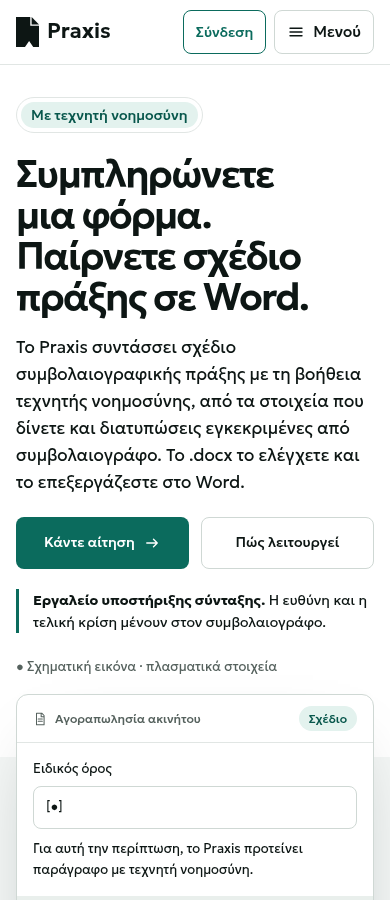 Praxis
Σύνδεση
Μενού
Με τεχνητή νοημοσύνη
Συμπληρώνετε
μια φόρμα.
Παίρνετε σχέδιο
πράξης σε Word.
Το Praxis συντάσσει σχέδιο
συμβολαιογραφικής πράξης με τη βοήθεια
τεχνητής νοημοσύνης, από τα στοιχεία που
δίνετε και διατυπώσεις εγκεκριμένες από
συμβολαιογράφο. Το .docx το ελέγχετε και
το επεξεργάζεστε στο Word.
Κάντε αίτηση →
Πώς λειτουργεί
Εργαλείο υποστήριξης σύνταξης. Η ευθύνη και η
τελική κρίση μένουν στον συμβολαιογράφο.
● Σχηματική εικόνα · πλασματικά στοιχεία
Αγοραπωλησία ακινήτου
Σχέδιο
Ειδικός όρος
[●]
Για αυτή την περίπτωση, το Praxis προτείνει
παράγραφο με τεχνητή νοημοσύνη.